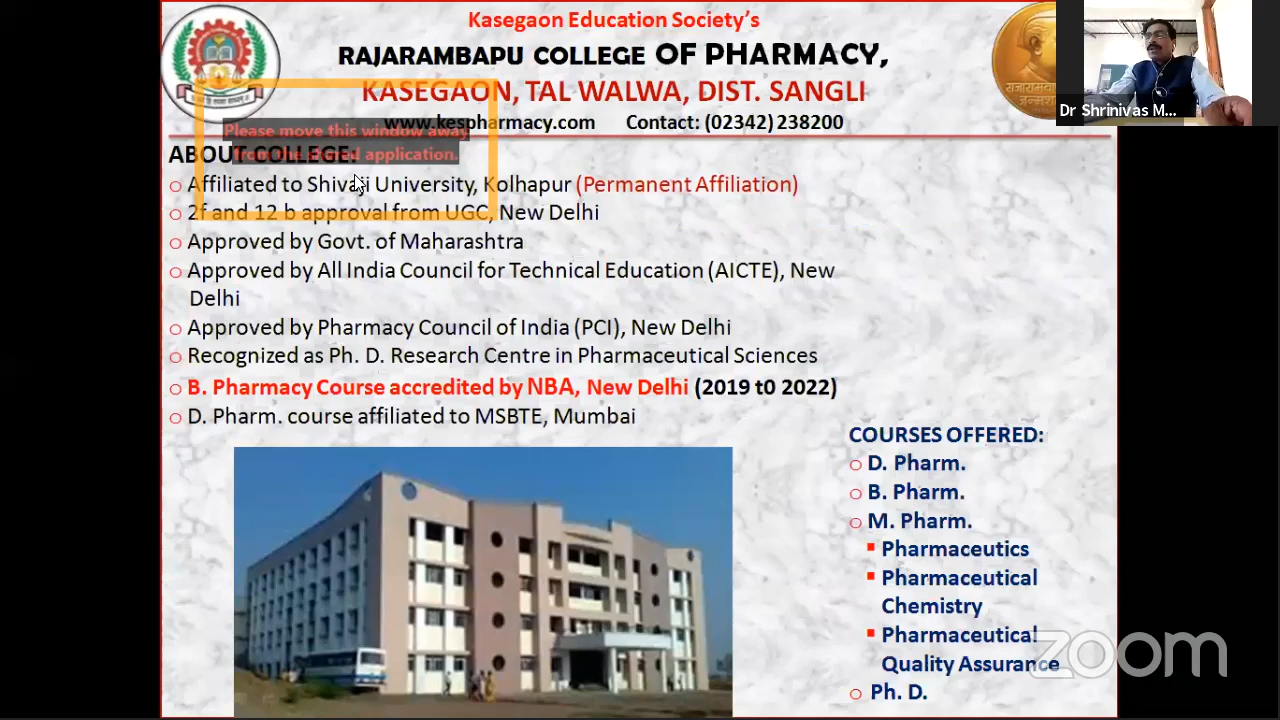 Kasegaon Education Society's
RAJARAMBAPU COLLEGE OF PHARMACY,
KASEGAON, TAL WALWA, DIST. SANGLI
www.kespharmacy.com Contact: (02342) 238200
Please move this window away
from the shared application.
ABOUT COLLEGE:
Affiliated to Shivaji University, Kolhapur (Permanent Affiliation)
2f and 12 b approval from UGC, New Delhi
Approved by Govt. of Maharashtra
Approved by All India Council for Technical Education (AICTE), New
Delhi
Approved by Pharmacy Council of India (PCI), New Delhi
Recognized as Ph. D. Research Centre in Pharmaceutical Sciences
B. Pharmacy Course accredited by NBA, New Delhi (2019 t0 2022)
D. Pharm. course affiliated to MSBTE, Mumbai
COURSES OFFERED:
D. Pharm.
B. Pharm.
M. Pharm.
Pharmaceutics
Pharmaceutical
Chemistry
Pharmaceutical
Quality Assurance
Ph. D.
Dr Shrinivas M...
zoom